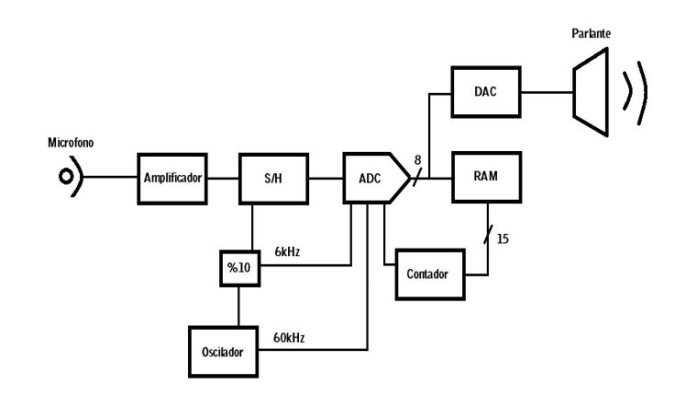 Parlante
DAC
Microfono
Amplificador
S/H
ADC
8
RAM
15
%10
6kHz
Contador
Oscilador
60kHz